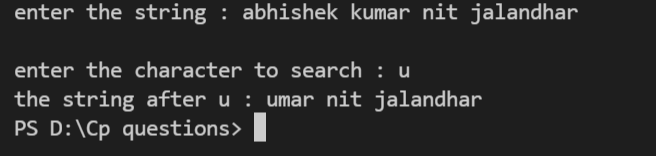 enter the string : abhishek kumar nit jalandhar
enter the character to search : u
the string after u : umar nit jalandhar
PS D:\Cp questions>